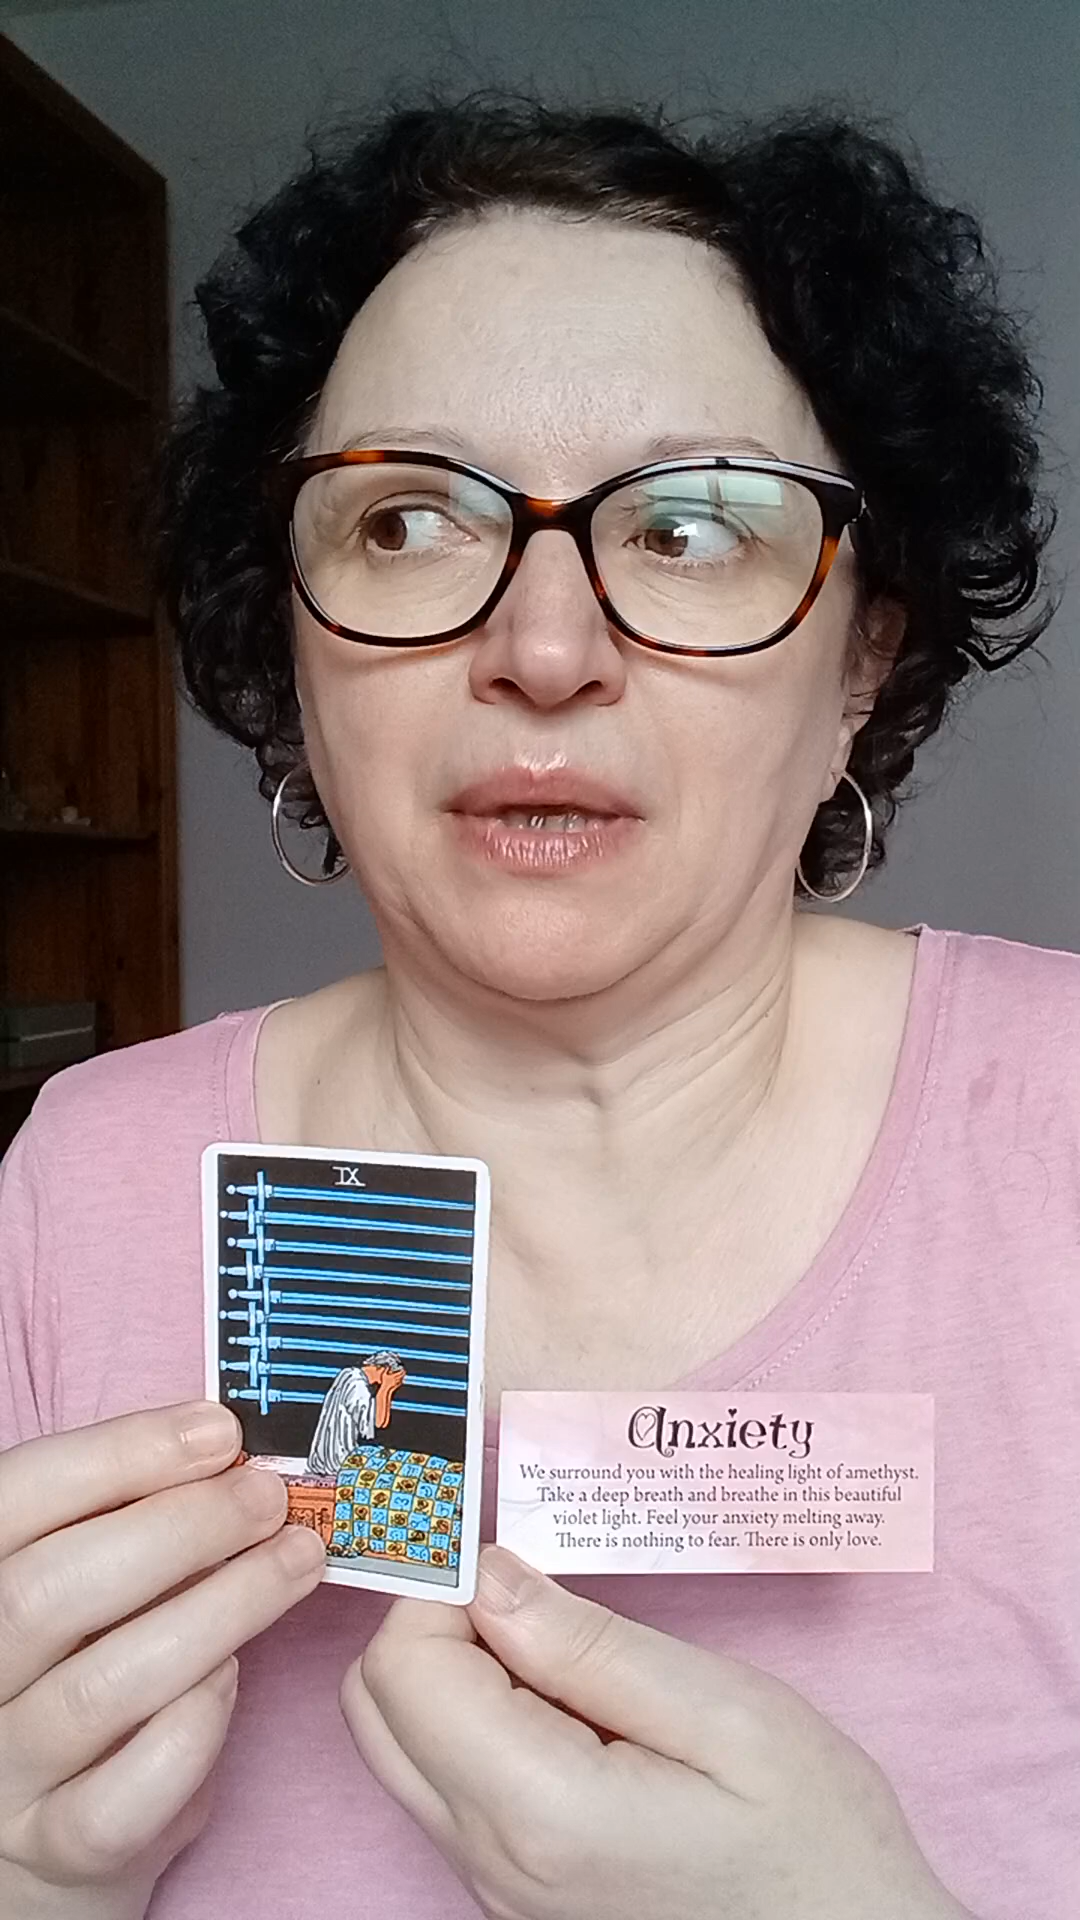 IX
Anxiety
We surround you with the healing light of amethyst.
Take a deep breath and breathe in this beautiful
violet light. Feel your anxiety melting away.
There is nothing to fear. There is only love.